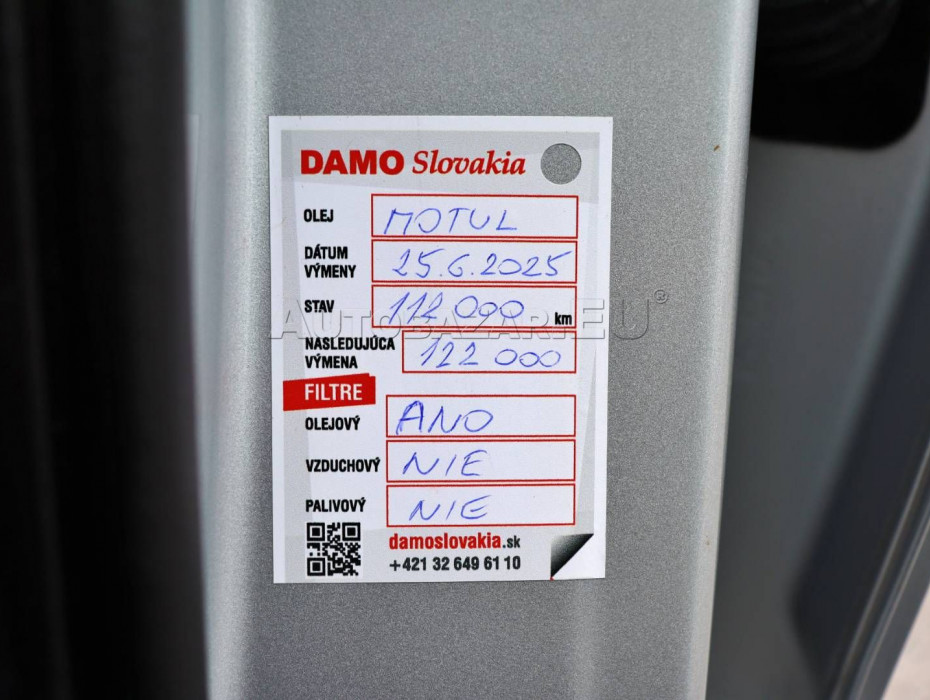 DAMO Slovakia
OLEJ MOTUL
DÁTUM VÝMENY 25.6.2025
STAV 112 000 km
NASLEDUJÚCA VÝMENA 122 000
FILTRE
OLEJOVÝ ANO
VZDUCHOVÝ NIE
PALIVOVÝ NIE
damoslovakia.sk
+421 32 649 61 10
AUTOBAZAR.EU®